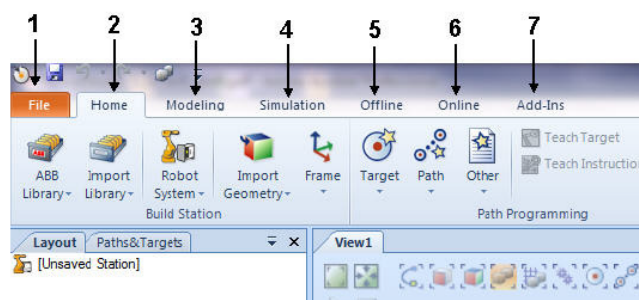 1 2 3 4 5 6 7
File Home Modeling Simulation Offline Online Add-Ins
ABB Library Import Library Robot System Import Geometry Frame Target Path Other Teach Target
Teach Instruction
Build Station Path Programming
Layout Paths&Targets View1
[Unsaved Station]